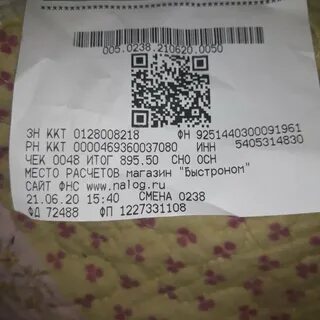 005.0238.210620.0050
ЗН ККТ 0128008218 ФН 9251440300091961
РН ККТ 0000469360037080 ИНН 5405314830
ЧЕК 0048 ИТОГ 895.50 СНО ОСН
МЕСТО РАСЧЕТОВ магазин "Быстроном"
САЙТ ФНС www.nalog.ru
21.06.20 15:40 СМЕНА 0238
ФД 72488 ФП 1227331108